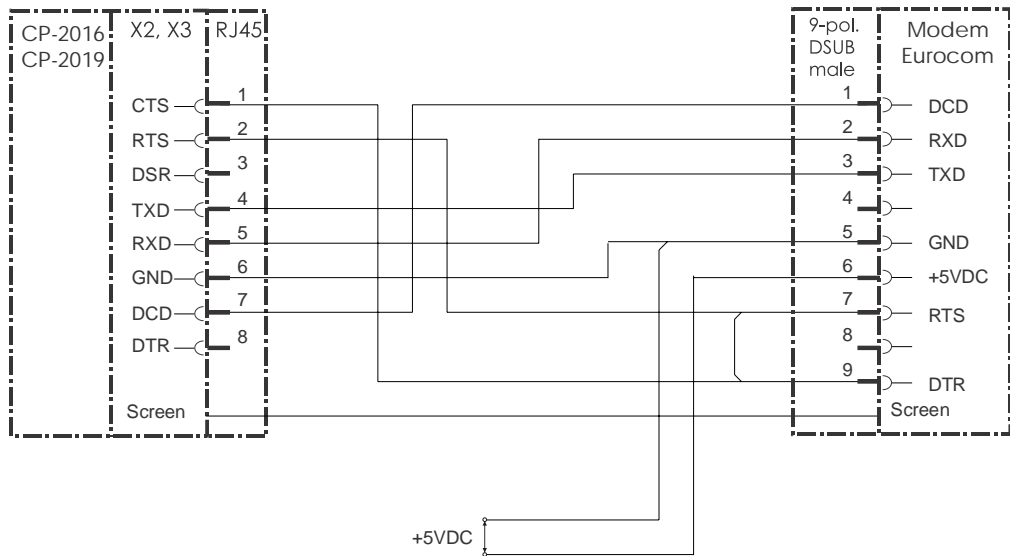 CP-2016
CP-2019
X2, X3
RJ45
CTS 1
RTS 2
DSR 3
TXD 4
RXD 5
GND 6
DCD 7
DTR 8
Screen
9-pol.
DSUB
male
Modem
Eurocom
1 DCD
2 RXD
3 TXD
4
5 GND
6 +5VDC
7 RTS
8
9 DTR
Screen
+5VDC